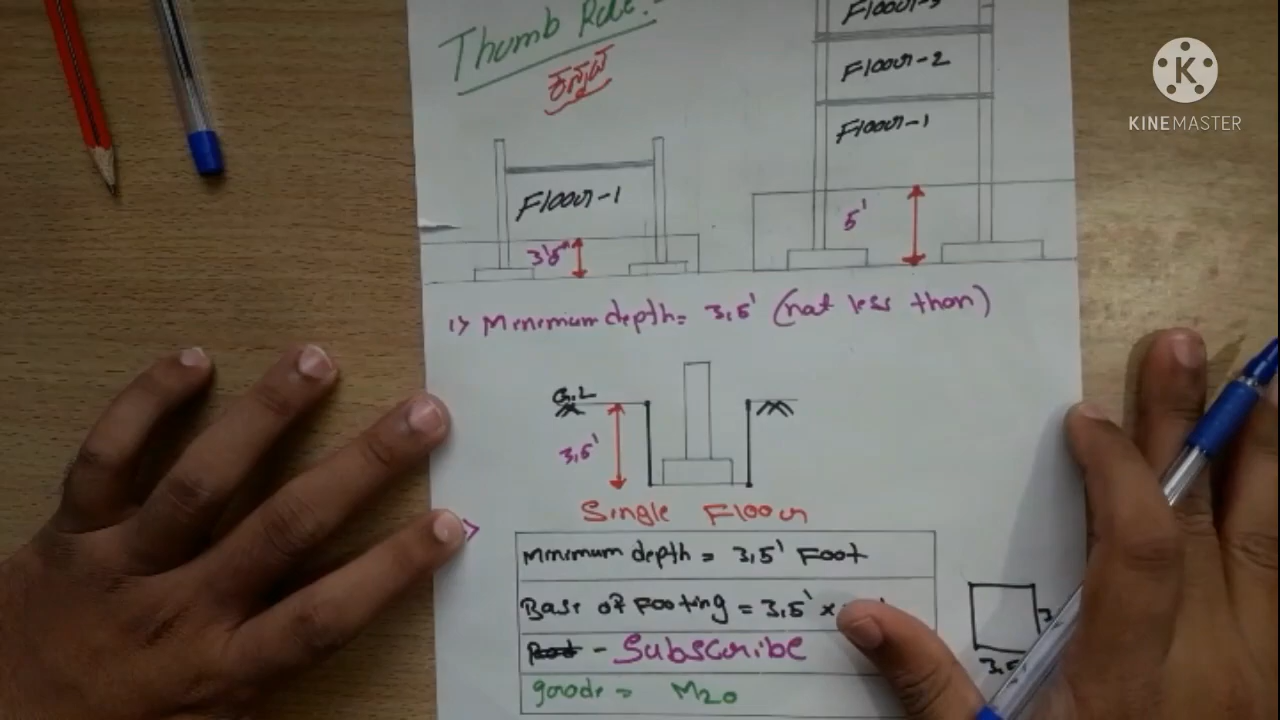 Thumb Rule:-
ಕನ್ನಡ
Floor-3
Floor-2
Floor-1
5'
Floor-1
3'5"
KINEMASTER
1> Minimum depth = 3,5' (not less than)
G.L
3,5'
Single Floor
Minimum depth = 3,5' Foot
Base of Footing = 3,5' x
- Subscribe
grade = M20
3,5